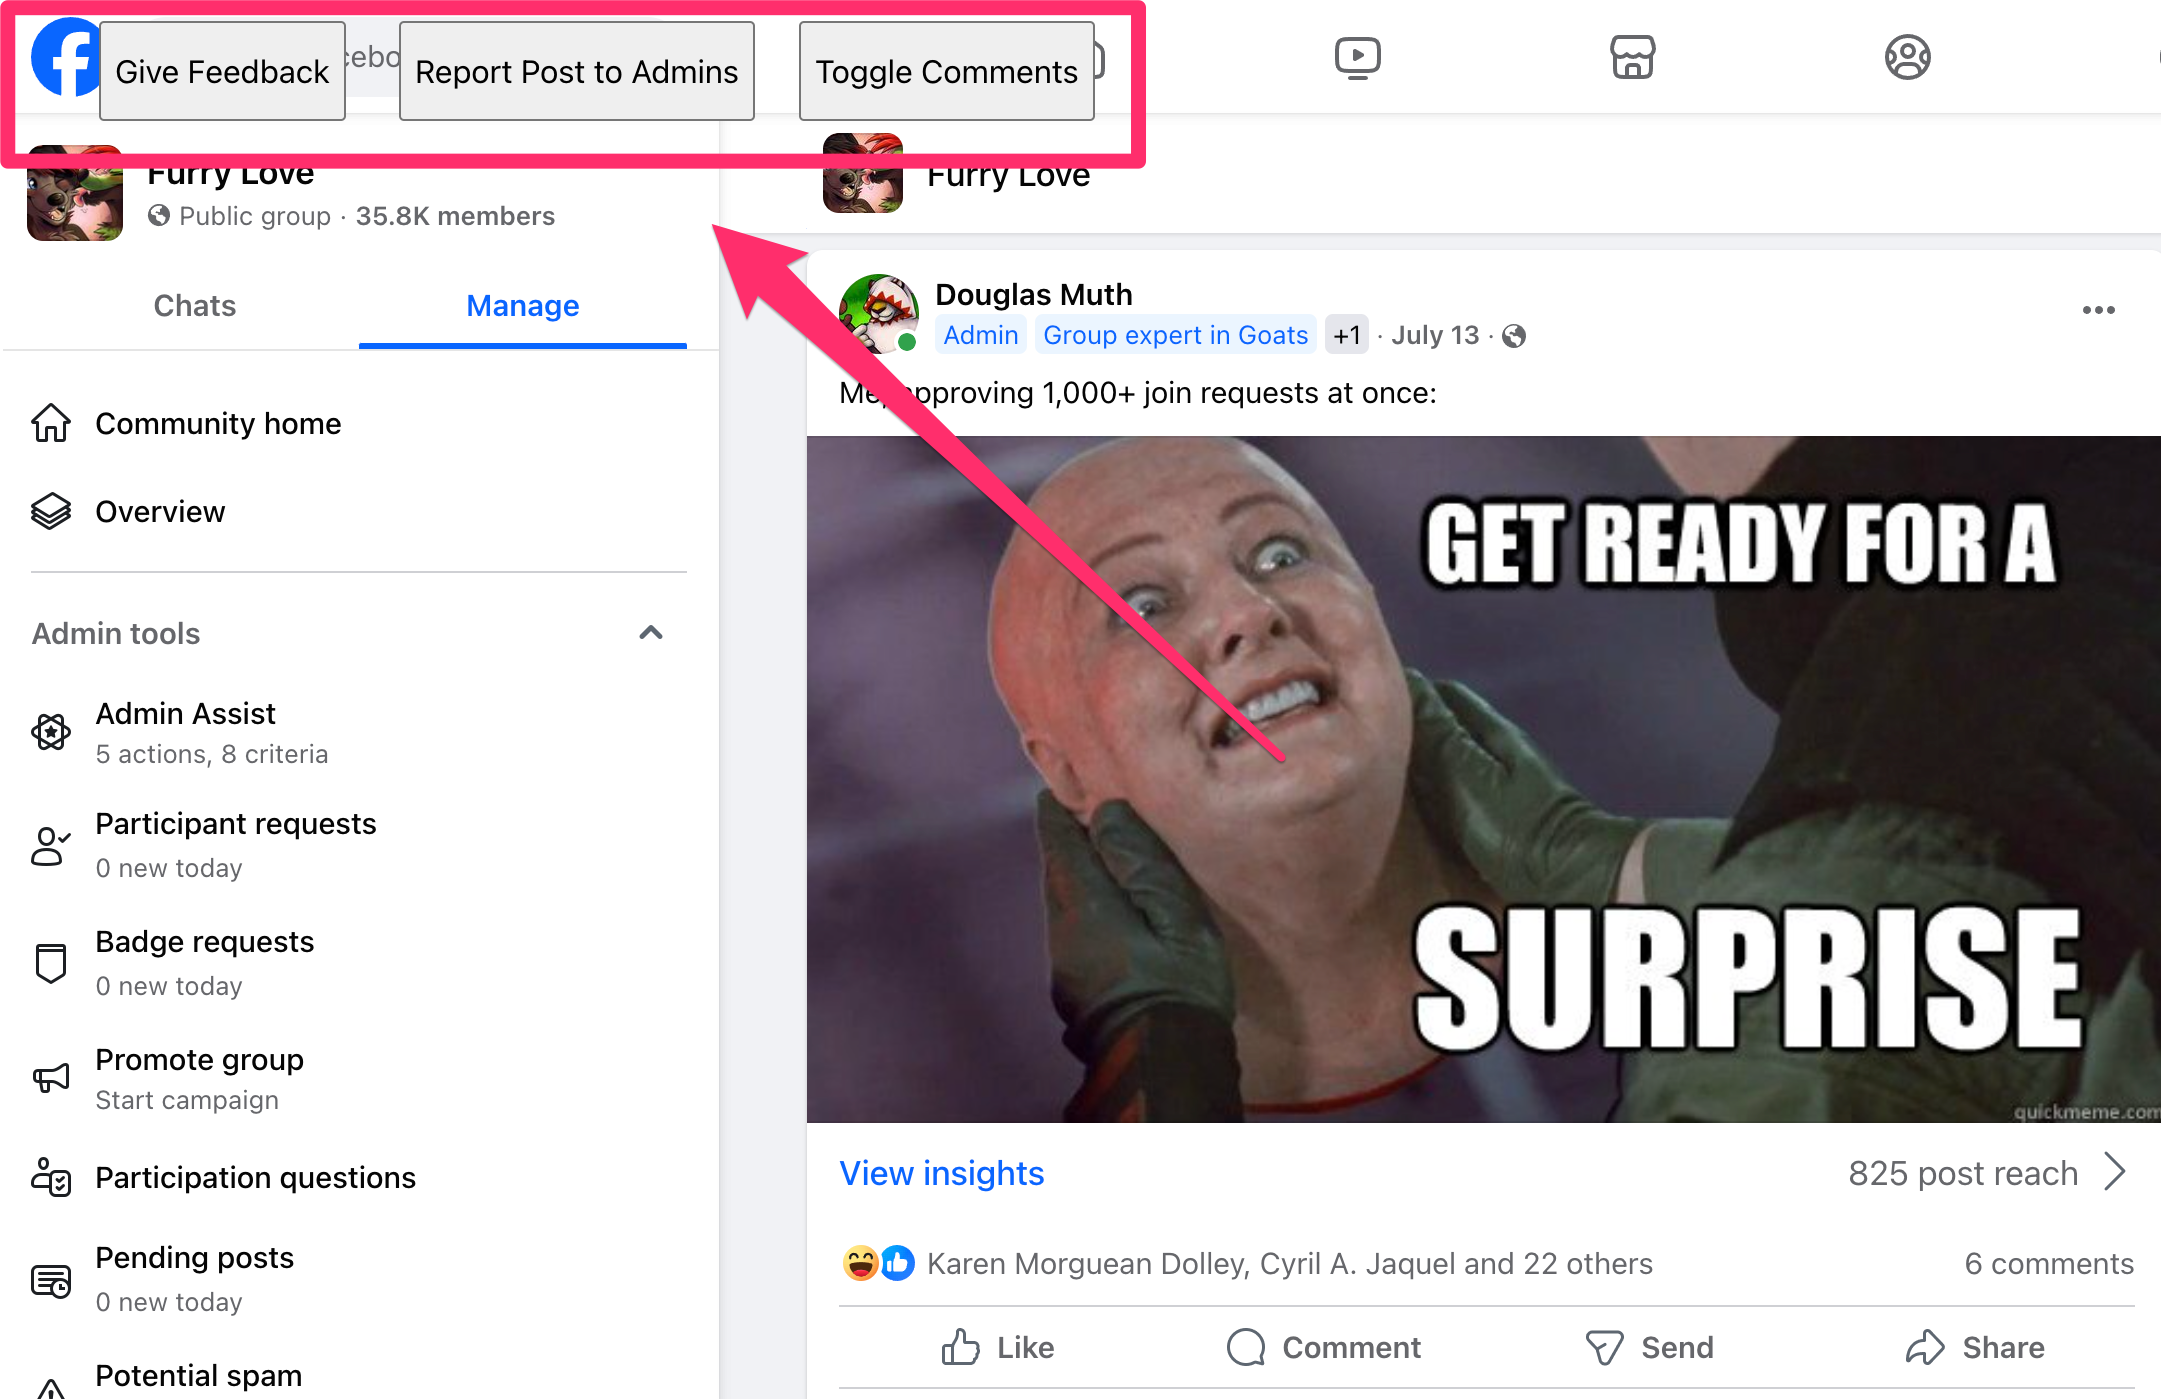 Give Feedback
Report Post to Admins
Toggle Comments
Furry Love
Public group · 35.8K members
Chats
Manage
Community home
Overview
Admin tools
Admin Assist
5 actions, 8 criteria
Participant requests
0 new today
Badge requests
0 new today
Promote group
Start campaign
Participation questions
Pending posts
0 new today
Potential spam
Furry Love
Douglas Muth
Admin Group expert in Goats +1 · July 13 ·
approving 1,000+ join requests at once:
GET READY FOR A
SURPRISE
quickmeme.com
View insights
825 post reach
Karen Morguean Dolley, Cyril A. Jaquel and 22 others
6 comments
Like
Comment
Send
Share